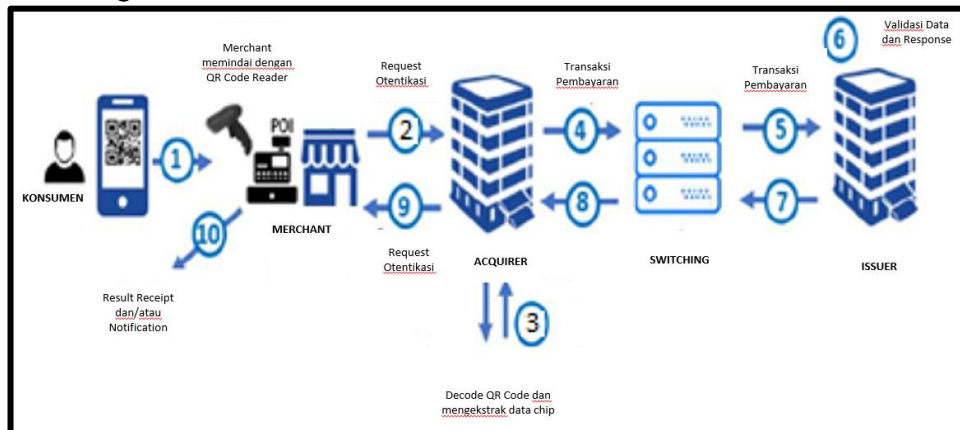 6
Validasi Data
dan Response
Merchant
memindai dengan
QR Code Reader
Request
Otentikasi
Transaksi
Pembayaran
Transaksi
Pembayaran
POI
1
2
4
5
KONSUMEN
10
9
8
7
MERCHANT
Request
Otentikasi
ACQUIRER
SWITCHING
ISSUER
Result Receipt
dan/atau
Notification
3
Decode QR Code dan
mengekstrak data chip